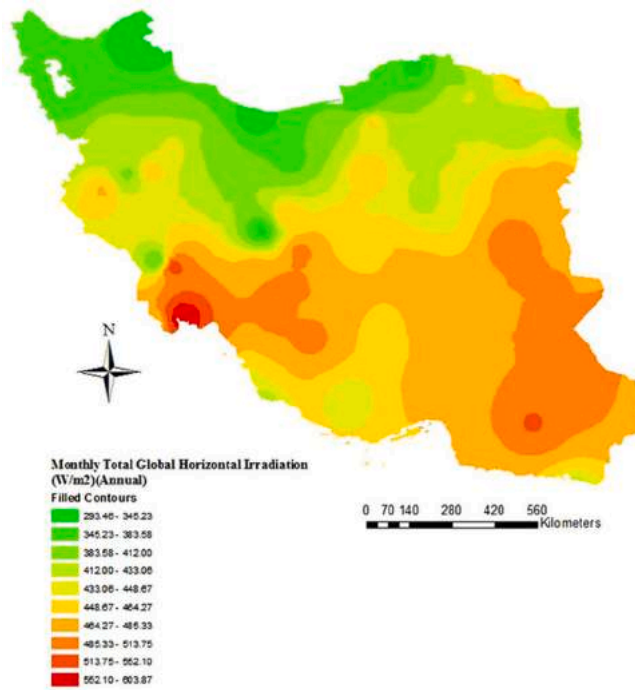 N
Monthly Total Global Horizontal Irradiation
(W/m2)(Annual)
Filled Contours
293.46 - 345.23
345.23 - 383.58
383.58 - 412.00
412.00 - 433.06
433.06 - 448.67
448.67 - 464.27
464.27 - 485.33
485.33 - 513.75
513.75 - 552.10
552.10 - 603.87
0 70 140 280 420 560
Kilometers